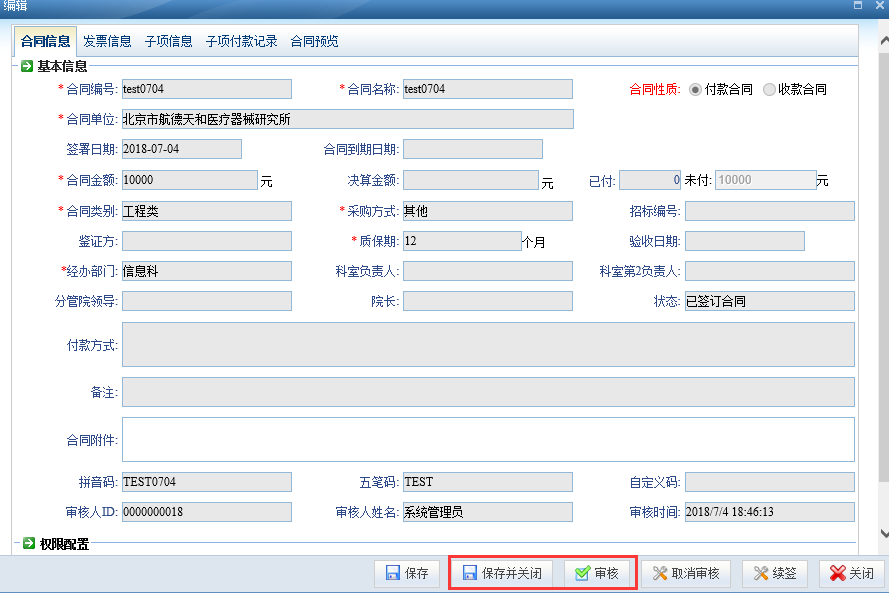 编辑
合同信息 发票信息 子项信息 子项付款记录 合同预览
基本信息
*合同编号: test0704 *合同名称: test0704 合同性质: 付款合同 收款合同
*合同单位: 北京市航德天和医疗器械研究所
签署日期: 2018-07-04 合同到期日期:
*合同金额: 10000 元 决算金额: 元 已付: 0 未付: 10000 元
*合同类别: 工程类 *采购方式: 其他 招标编号:
鉴证方: *质保期: 12 个月 验收日期:
*经办部门: 信息科 科室负责人: 科室第2负责人:
分管院领导: 院长: 状态: 已签订合同
付款方式:
备注:
合同附件:
拼音码: TEST0704 五笔码: TEST 自定义码:
审核人ID: 0000000018 审核人姓名: 系统管理员 审核时间: 2018/7/4 18:46:13
权限配置
保存 保存并关闭 审核 取消审核 续签 关闭